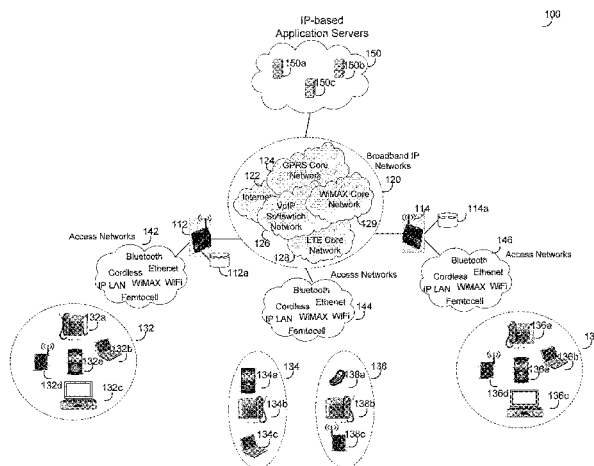 100
IP-based
Application Servers
150
150a
150b
150c
Broadband IP
Networks
120
124
GPRS Core
Network
122
Internet
WiMAX Core
Network
VoIP
Softswitch
Network
126
129
LTE Core
Network
128
112
112a
114
114a
142
Access Networks
Bluetooth
Cordless Ethernet
IP LAN WiMAX WiFi
Femtocell
Access Networks
Bluetooth
Cordless Ethernet
IP LAN WiMAX WiFi
Femtocell
144
146
Access Networks
Bluetooth
Cordless Ethernet
IP LAN WiMAX WiFi
Femtocell
132a
132
132b
132e
132d
132c
134
134a
134b
134c
138a
138b
138c
136a
136b
136d